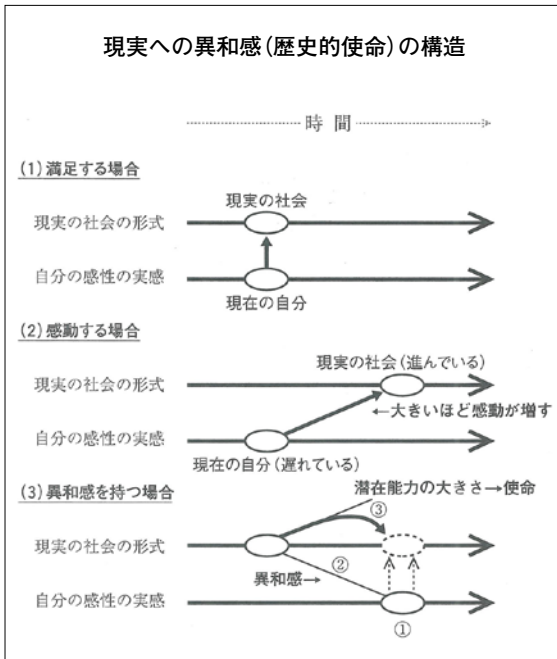 現実への異和感(歴史的使命)の構造
時 間
(1)満足する場合
現実の社会
現実の社会の形式
自分の感性の実感
現在の自分
(2)感動する場合
現実の社会(進んでいる)
現実の社会の形式
←大きいほど感動が増す
自分の感性の実感
現在の自分(遅れている)
(3)異和感を持つ場合
潜在能力の大きさ→使命
③
現実の社会の形式
②
異和感→
自分の感性の実感
①